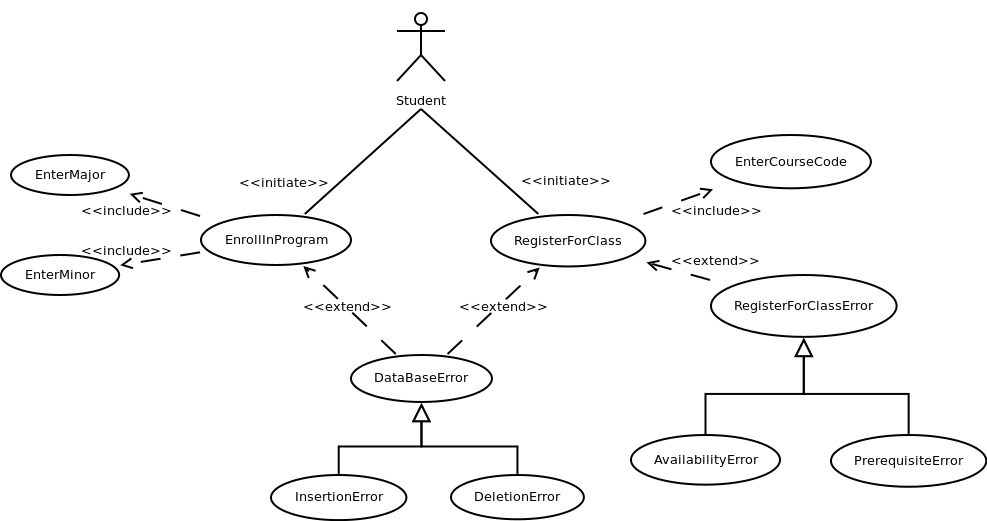 Student
<<initiate>>
<<initiate>>
EnterMajor
EnterCourseCode
<<include>>
<<include>>
EnrollInProgram
RegisterForClass
<<include>>
EnterMinor
<<extend>>
<<extend>>
<<extend>>
RegisterForClassError
DataBaseError
AvailabilityError
PrerequisiteError
InsertionError
DeletionError